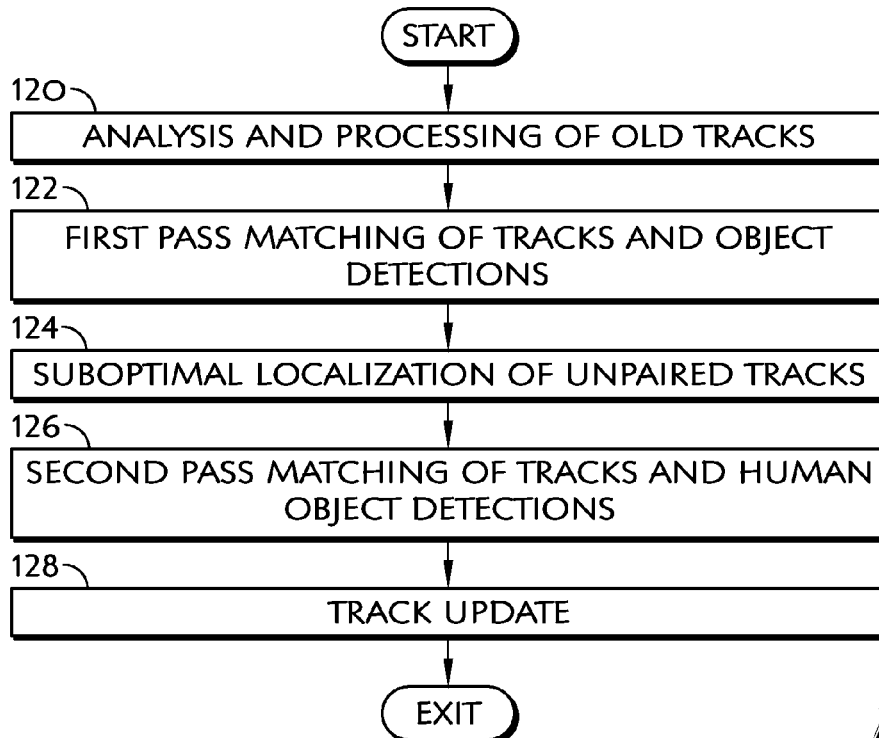 START
120
ANALYSIS AND PROCESSING OF OLD TRACKS
122
FIRST PASS MATCHING OF TRACKS AND OBJECT
DETECTIONS
124
SUBOPTIMAL LOCALIZATION OF UNPAIRED TRACKS
126
SECOND PASS MATCHING OF TRACKS AND HUMAN
OBJECT DETECTIONS
128
TRACK UPDATE
EXIT